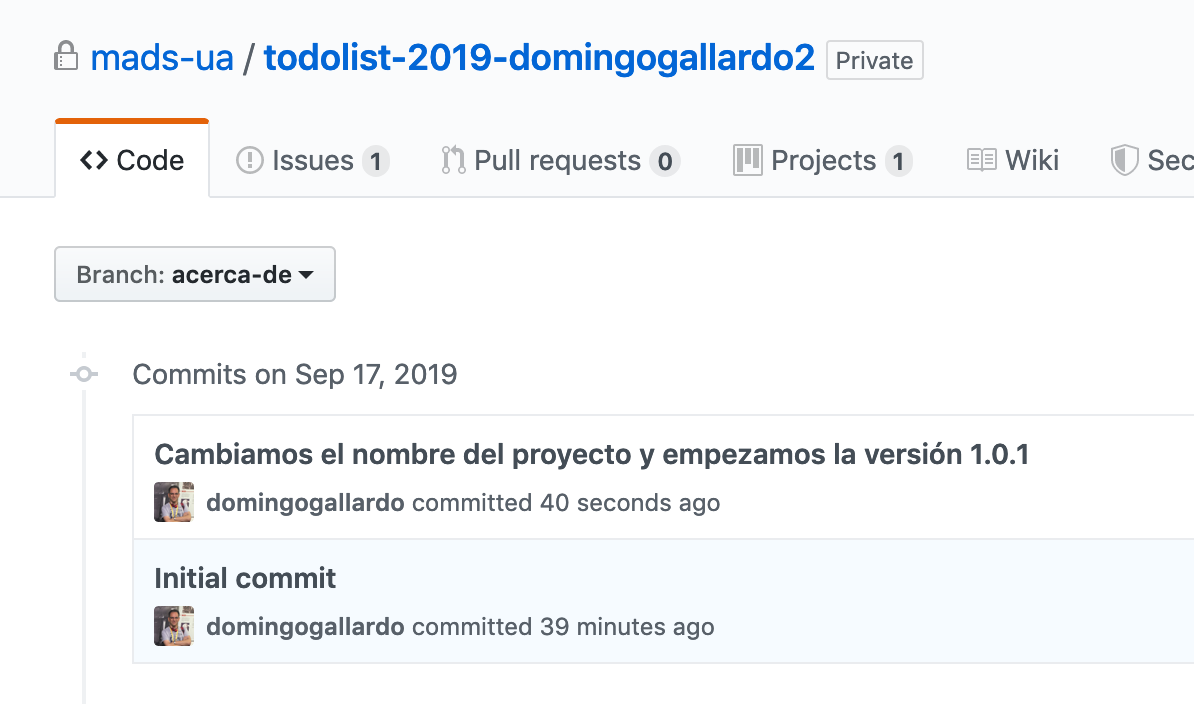 mads-ua / todolist-2019-domingogallardo2 Private
Code Issues 1 Pull requests 0 Projects 1 Wiki Sec
Branch: acerca-de
Commits on Sep 17, 2019
Cambiamos el nombre del proyecto y empezamos la versión 1.0.1
domingogallardo committed 40 seconds ago
Initial commit
domingogallardo committed 39 minutes ago